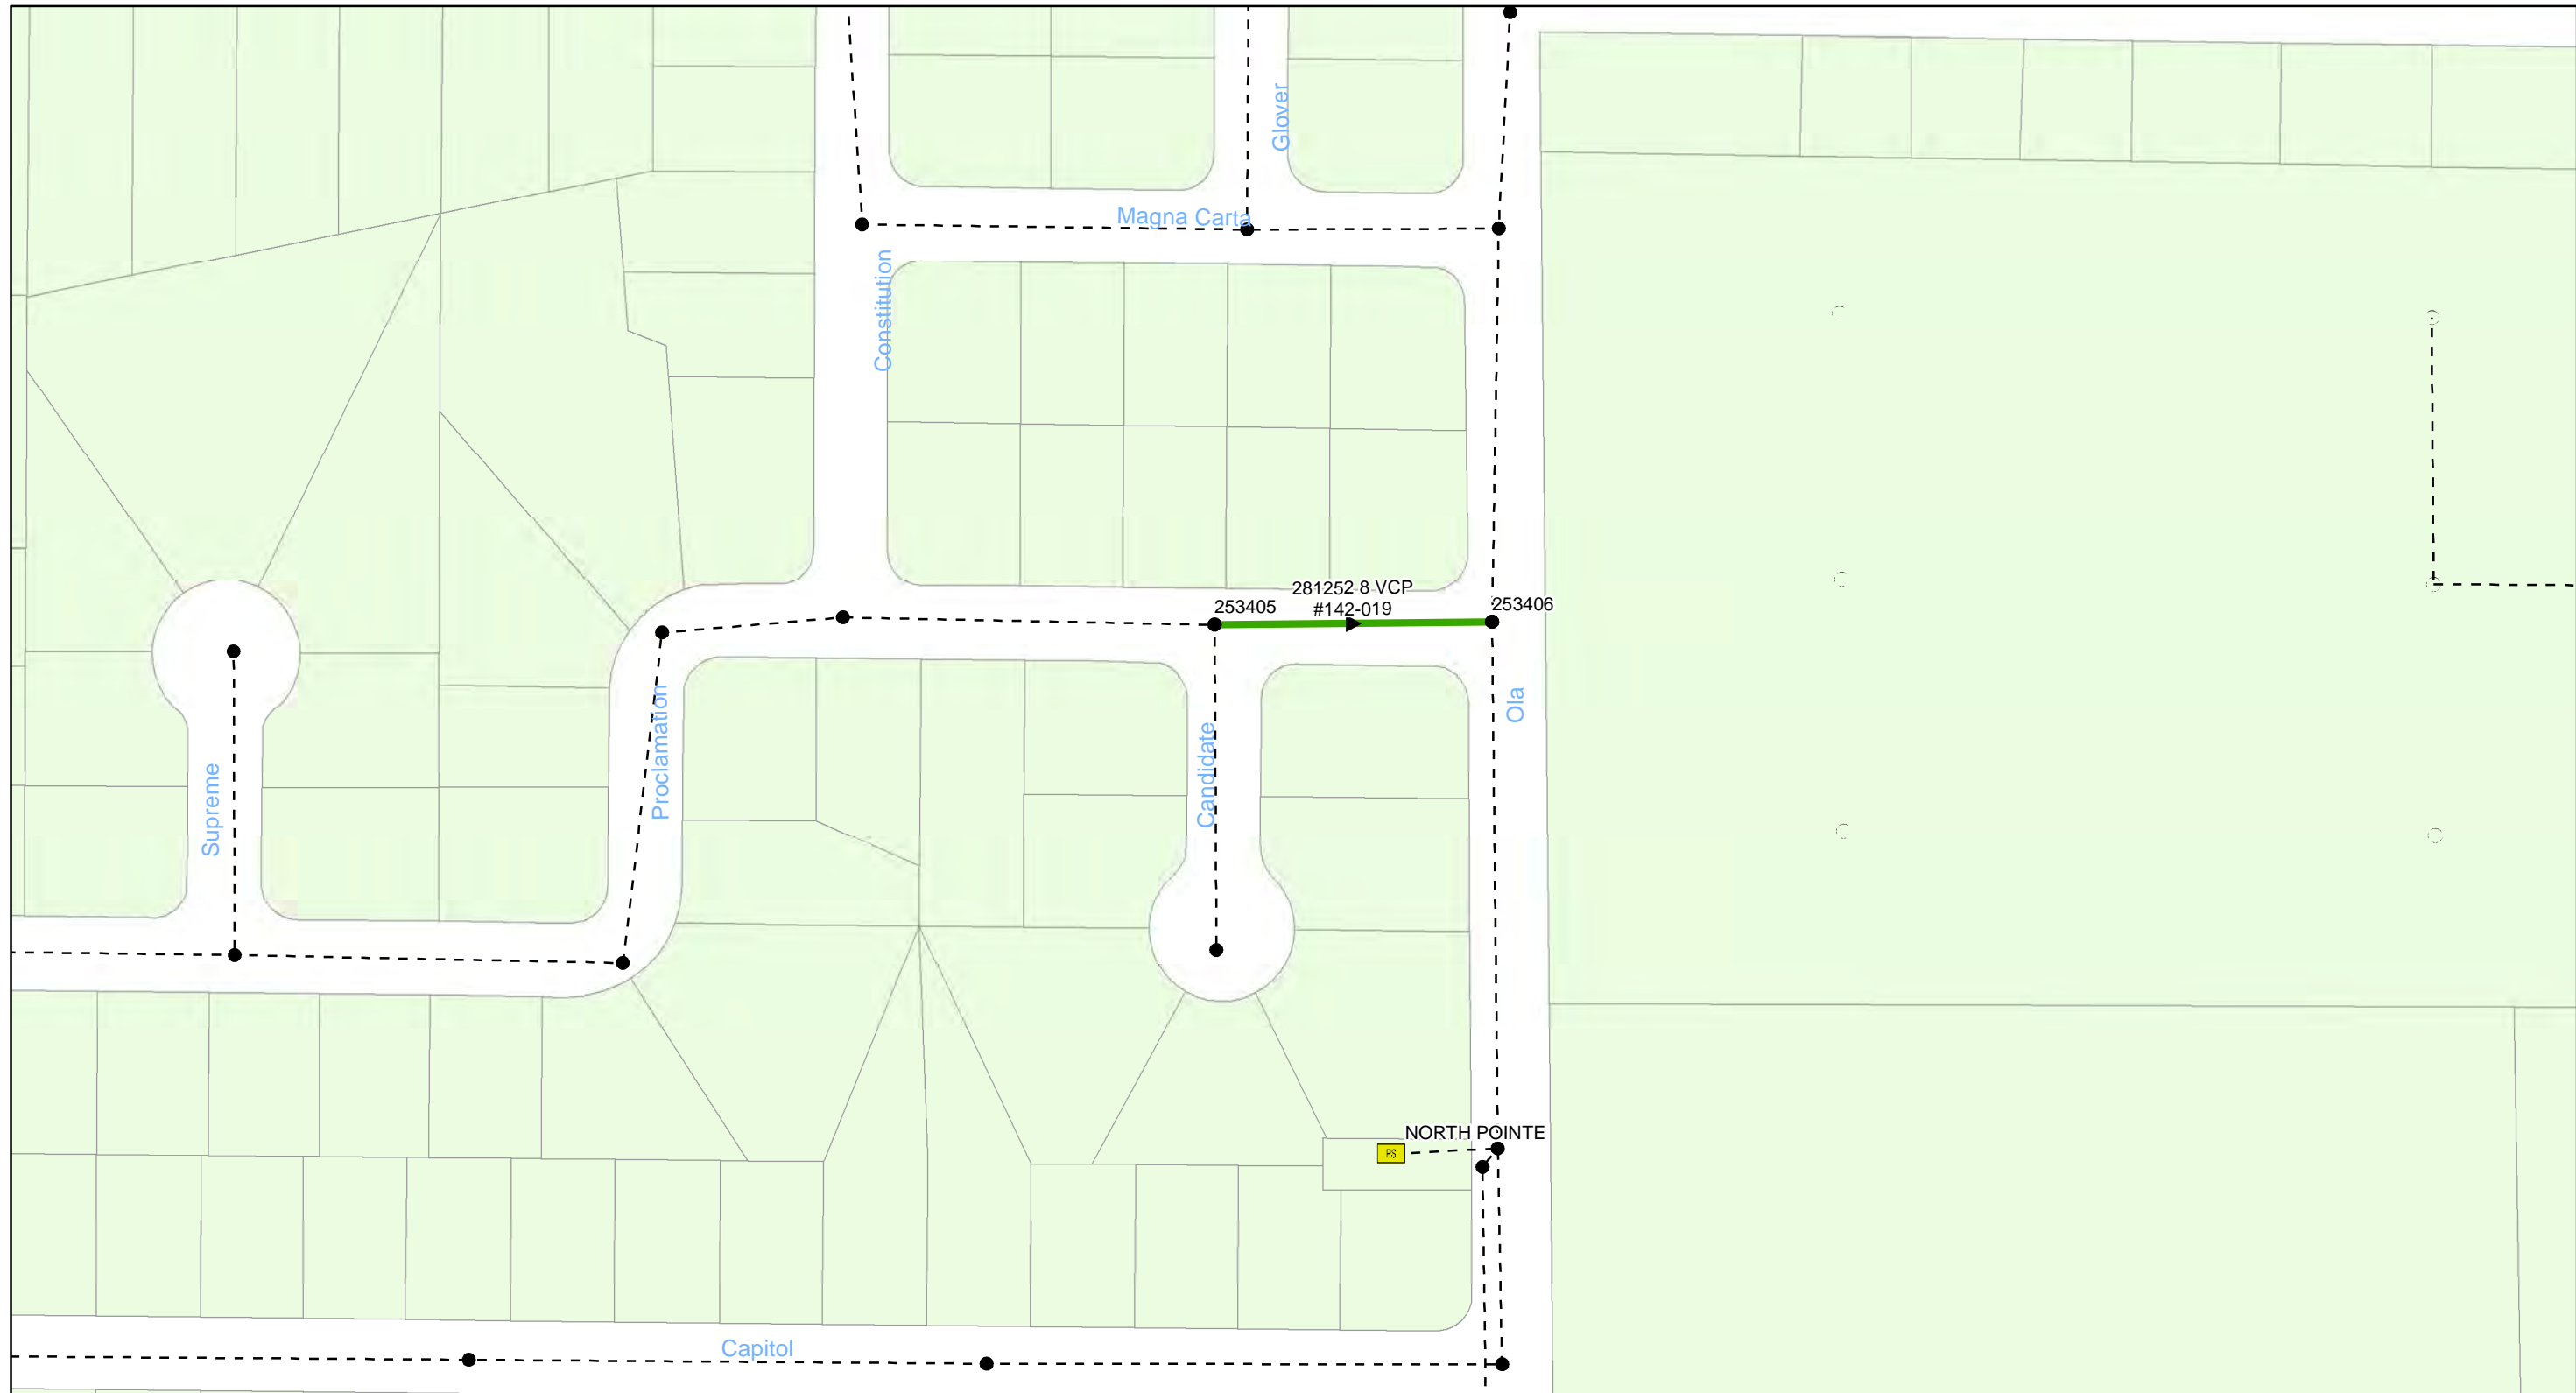 Glover
Magna Carta
Constitution
281252 8 VCP
#142-019
253405
253406
Proclamation
Ola
Candidate
Supreme
NORTH POINTE
PS
Capitol